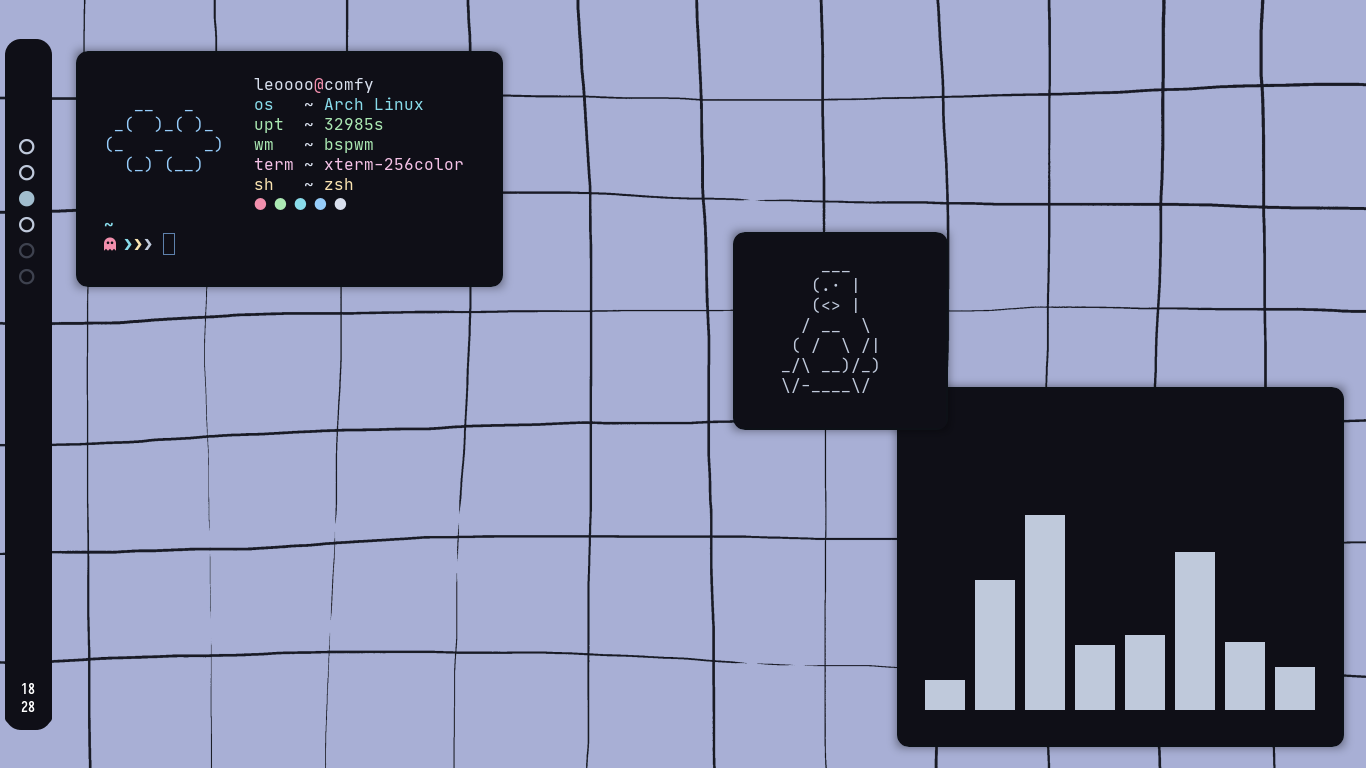 leoooo@comfy
os   ~ Arch Linux
upt  ~ 32985s
wm   ~ bspwm
term ~ xterm-256color
sh   ~ zsh
~
❯❯❯
18
28